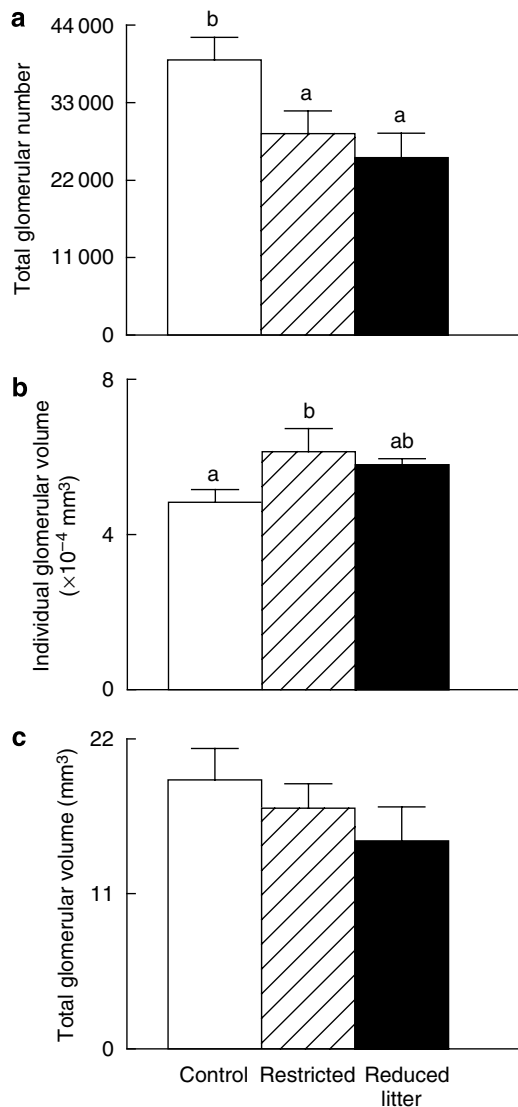 a
Total glomerular number
44 000
33 000
22 000
11 000
0
b
a
a
b
Individual glomerular volume
(×10⁻⁴ mm³)
8
4
0
a
b
ab
c
Total glomerular volume (mm³)
22
11
0
Control Restricted Reduced
litter